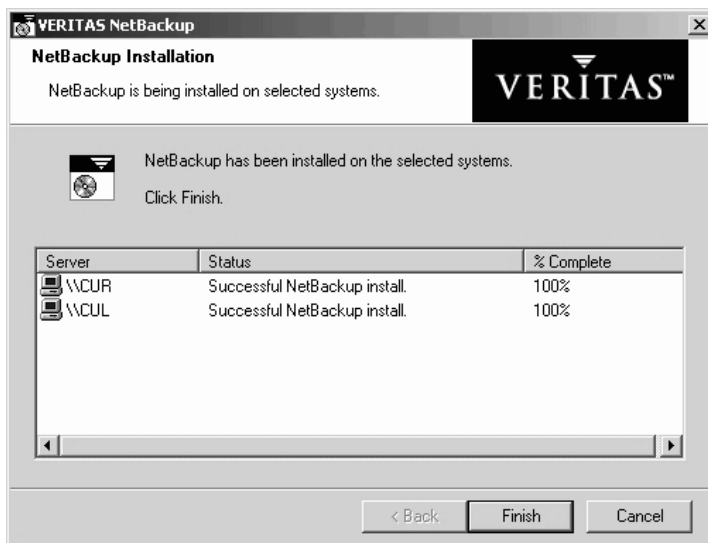 VERITAS NetBackup
NetBackup Installation
NetBackup is being installed on selected systems.
VERITAS™
NetBackup has been installed on the selected systems.
Click Finish.
Server Status % Complete
\\CUR Successful NetBackup install. 100%
\\CUL Successful NetBackup install. 100%
< Back Finish Cancel